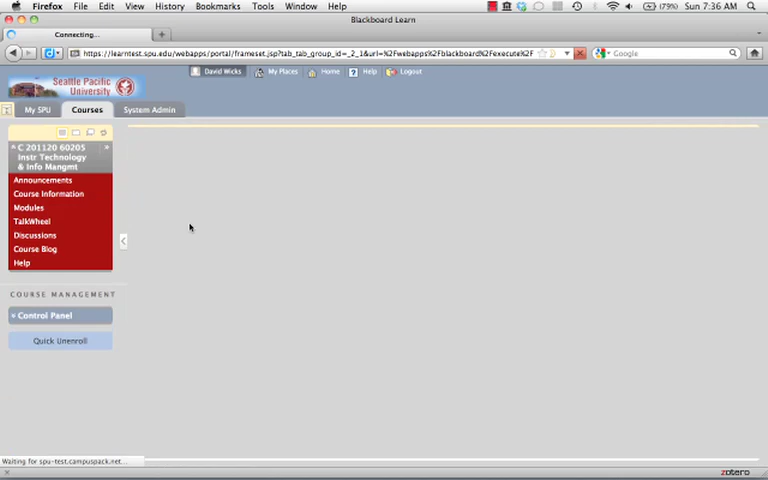 Firefox File Edit View History Bookmarks Tools Window Help (79%) Sun 7:36 AM
Blackboard Learn
Connecting...
https://learntest.spu.edu/webapps/portal/frameset.jsp?tab_tab_group_id=_2_1&url=%2Fwebapps%2Fblackboard%2Fexecute%2F
Google
Seattle Pacific
University
David Wicks My Places Home Help Logout
My SPU Courses System Admin
C 201120 60205
Instr Technology
& Info Mangmt
Announcements
Course Information
Modules
TalkWheel
Discussions
Course Blog
Help
COURSE MANAGEMENT
Control Panel
Quick Unenroll
Waiting for spu-test.campuspack.net...
zotero